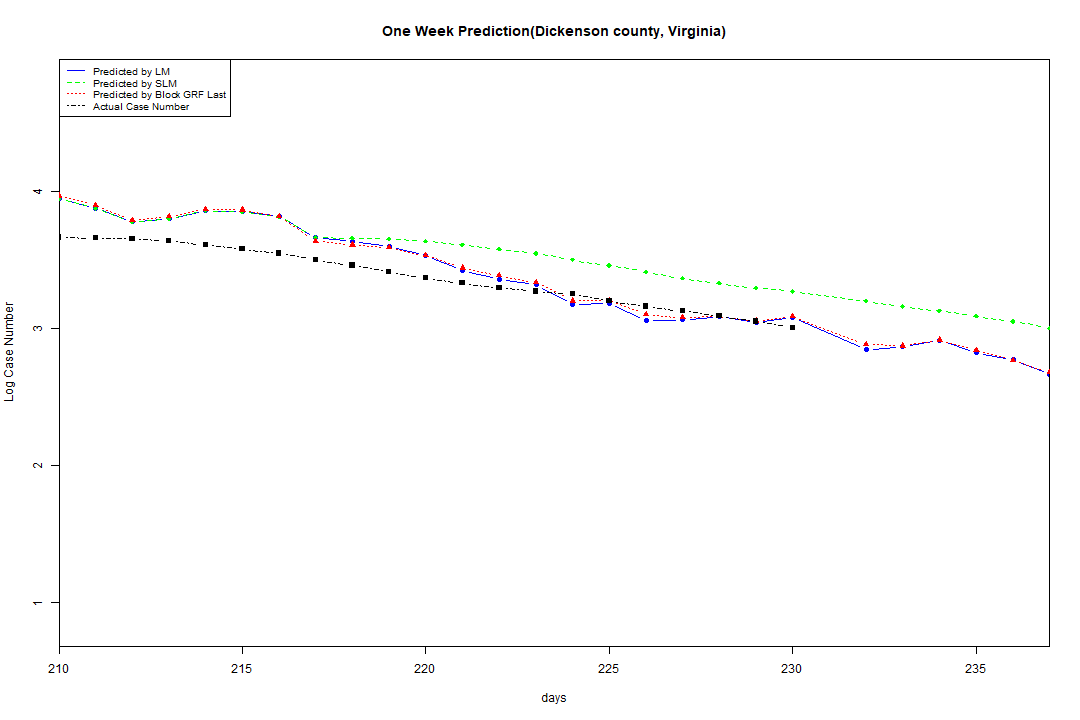 One Week Prediction(Dickenson county, Virginia)
Predicted by LM
Predicted by SLM
Predicted by Block GRF Last
Actual Case Number
4
3
2
1
Log Case Number
210 215 220 225 230 235
days